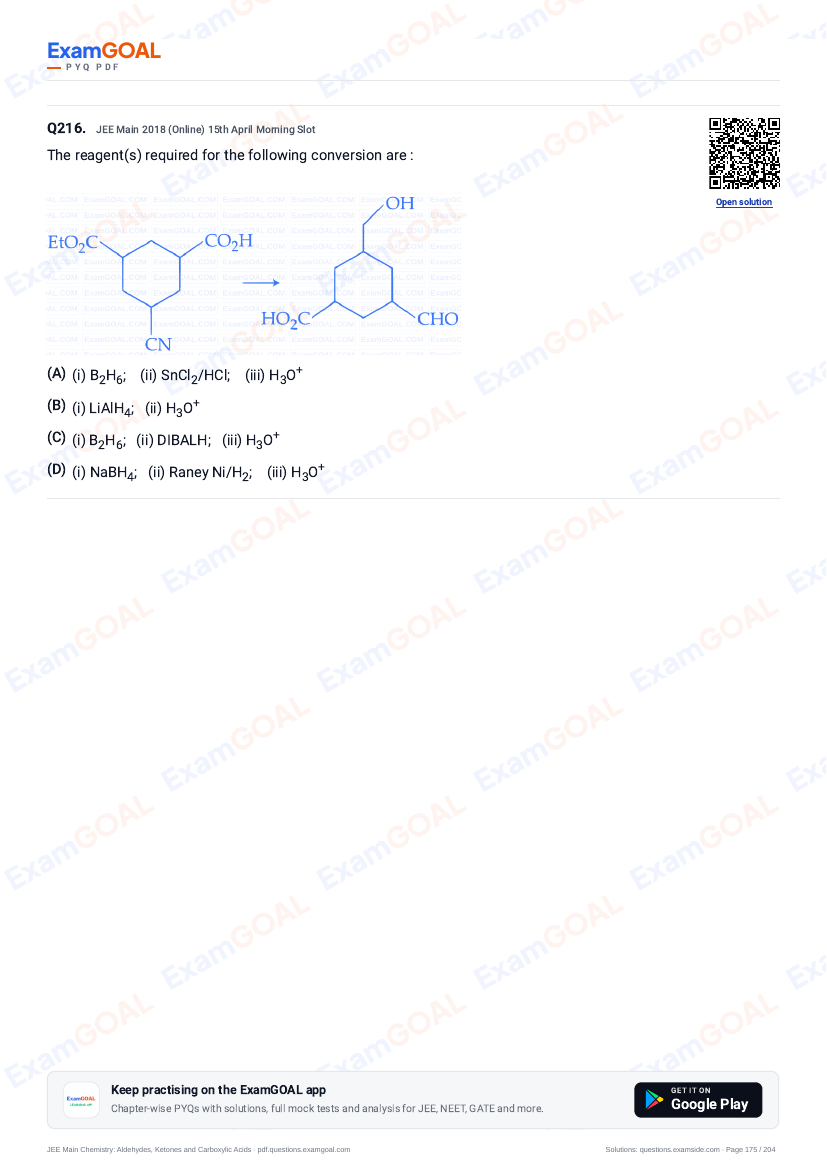 ExamGOAL
PYQ PDF
Q216. JEE Main 2018 (Online) 15th April Morning Slot
The reagent(s) required for the following conversion are :
Open solution
EtO₂C
CO₂H
CN
OH
HO₂C
CHO
(A) (i) B₂H₆; (ii) SnCl₂/HCl; (iii) H₃O⁺
(B) (i) LiAlH₄; (ii) H₃O⁺
(C) (i) B₂H₆; (ii) DIBALH; (iii) H₃O⁺
(D) (i) NaBH₄; (ii) Raney Ni/H₂; (iii) H₃O⁺
ExamGOAL
Keep practising on the ExamGOAL app
Chapter-wise PYQs with solutions, full mock tests and analysis for JEE, NEET, GATE and more.
GET IT ON
Google Play
JEE Main Chemistry: Aldehydes, Ketones and Carboxylic Acids · pdf.questions.examgoal.com
Solutions: questions.examside.com · Page 175 / 204